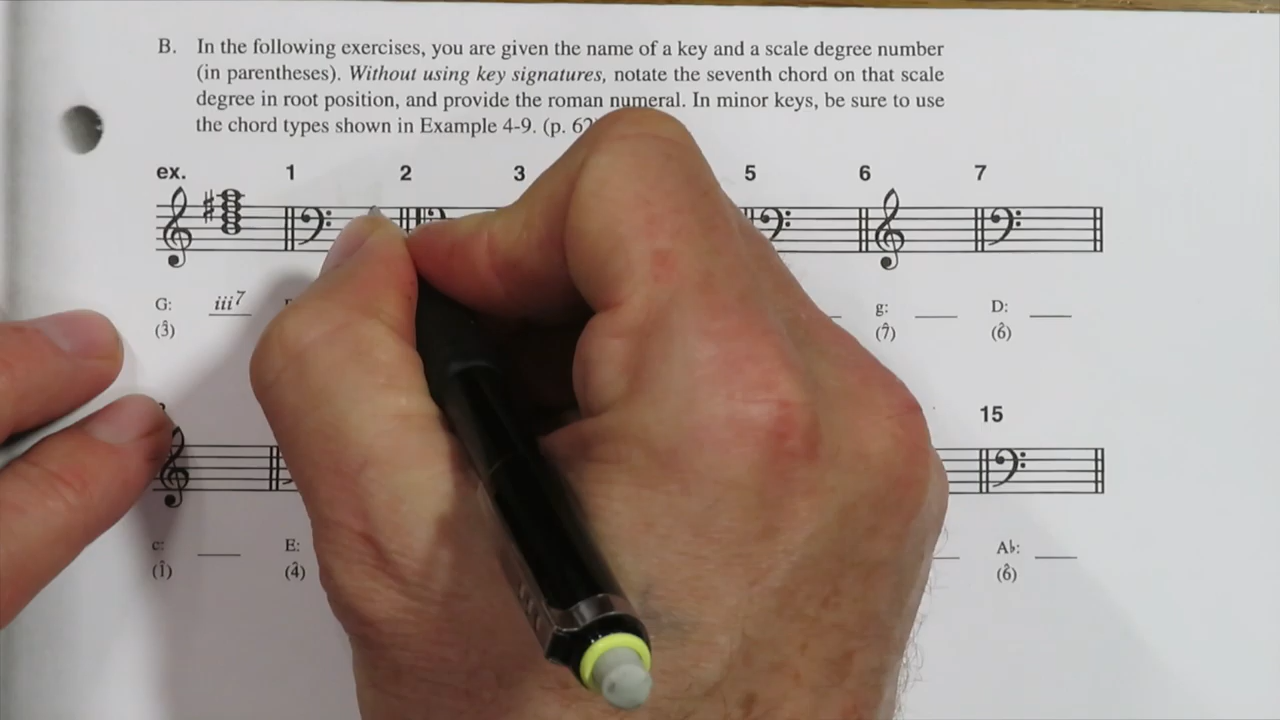 B. In the following exercises, you are given the name of a key and a scale degree number
(in parentheses). Without using key signatures, notate the seventh chord on that scale
degree in root position, and provide the roman numeral. In minor keys, be sure to use
the chord types shown in Example 4-9. (p. 62
ex. 1 2 3 5 6 7
G: iii7 g: D:
(3̂) (7̂) (6̂)
15
c: E: A♭:
(1̂) (4̂) (6̂)